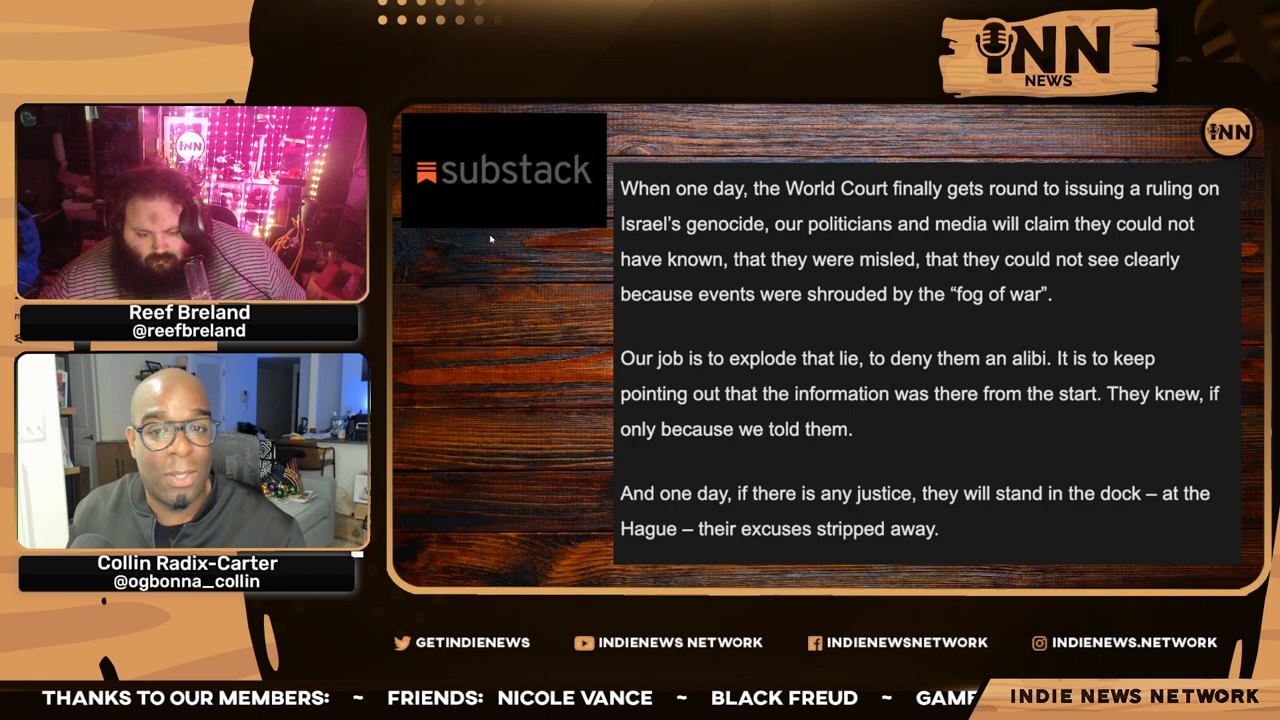 iNN
NEWS
iNN
substack
When one day, the World Court finally gets round to issuing a ruling on
Israel's genocide, our politicians and media will claim they could not
have known, that they were misled, that they could not see clearly
because events were shrouded by the “fog of war”.
Our job is to explode that lie, to deny them an alibi. It is to keep
pointing out that the information was there from the start. They knew, if
only because we told them.
And one day, if there is any justice, they will stand in the dock – at the
Hague – their excuses stripped away.
iNN
Reef Breland
@reefbreland
Collin Radix-Carter
@ogbonna_collin
GETINDIENEWS
INDIENEWS NETWORK
INDIENEWSNETWORK
INDIENEWS.NETWORK
THANKS TO OUR MEMBERS: ~ FRIENDS: NICOLE VANCE ~ BLACK FREUD ~
INDIE NEWS NETWORK